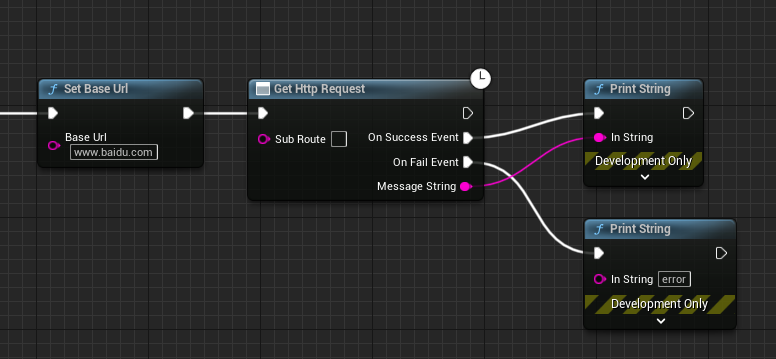 Set Base Url
Base Url
www.baidu.com
Get Http Request
Sub Route
On Success Event
On Fail Event
Message String
Print String
In String
Development Only
Print String
In String error
Development Only